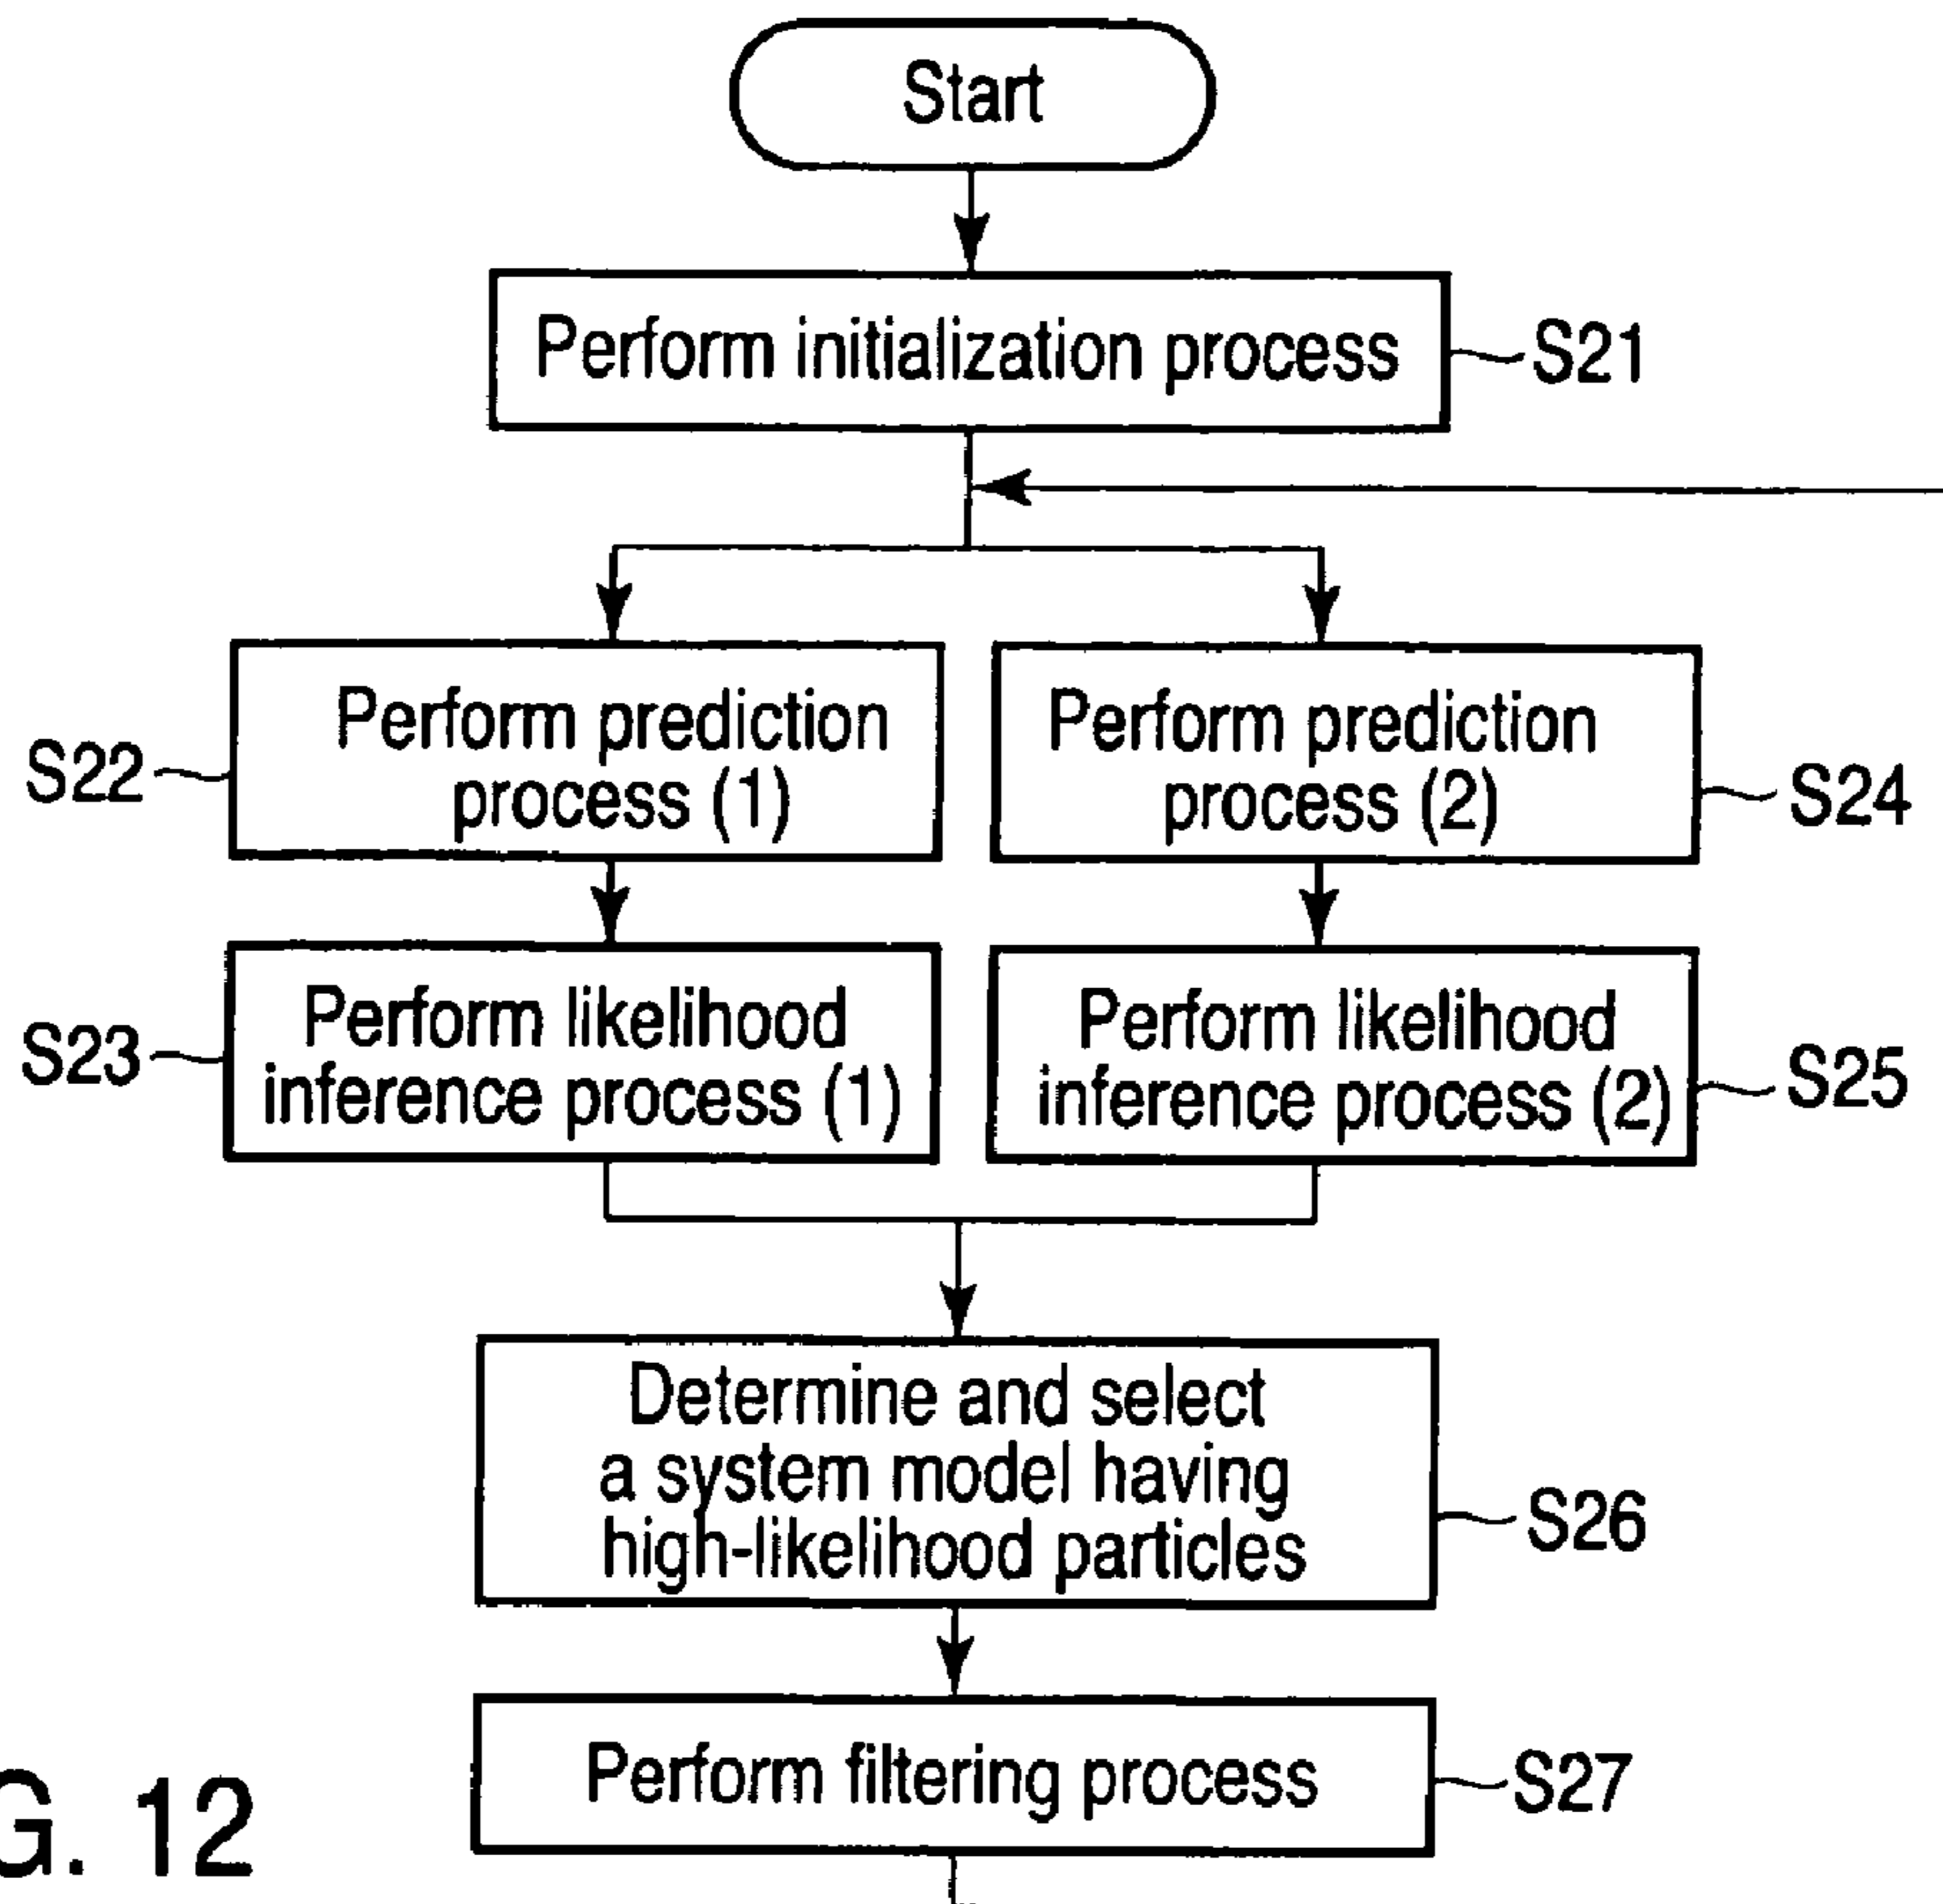 Start
Perform initialization process
S21
Perform prediction
process (1)
S22
Perform prediction
process (2)
S24
Perform likelihood
inference process (1)
S23
Perform likelihood
inference process (2)
S25
Determine and select
a system model having
high-likelihood particles
S26
Perform filtering process
S27
G. 12